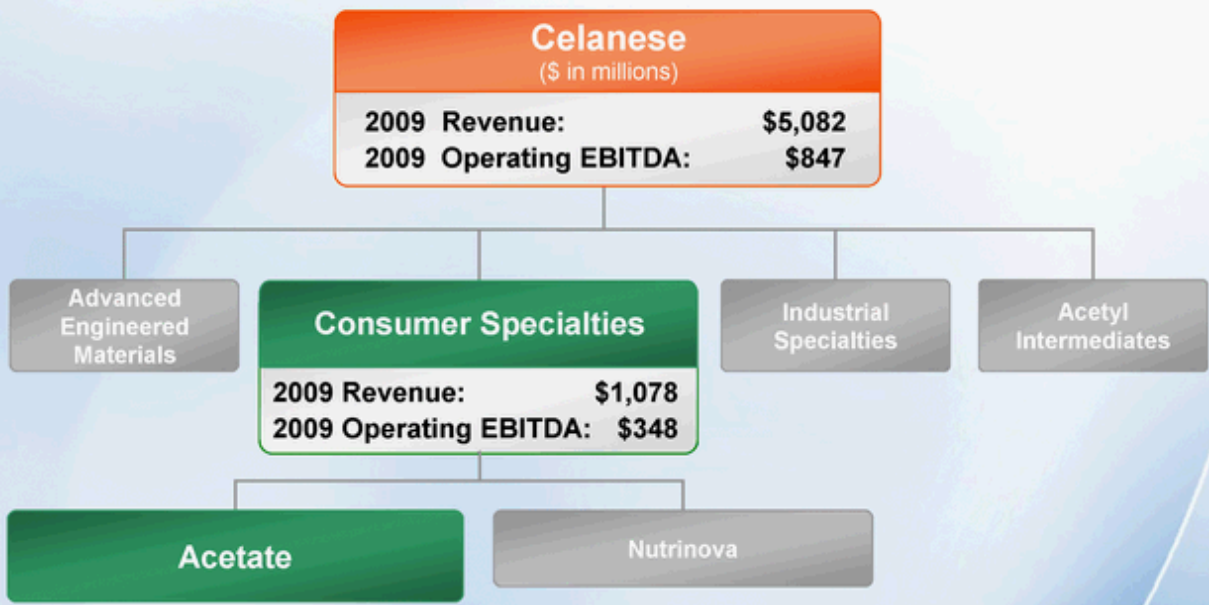 Celanese
($ in millions)
2009 Revenue: $5,082
2009 Operating EBITDA: $847
Advanced
Engineered
Materials
Consumer Specialties
2009 Revenue: $1,078
2009 Operating EBITDA: $348
Industrial
Specialties
Acetyl
Intermediates
Acetate
Nutrinova